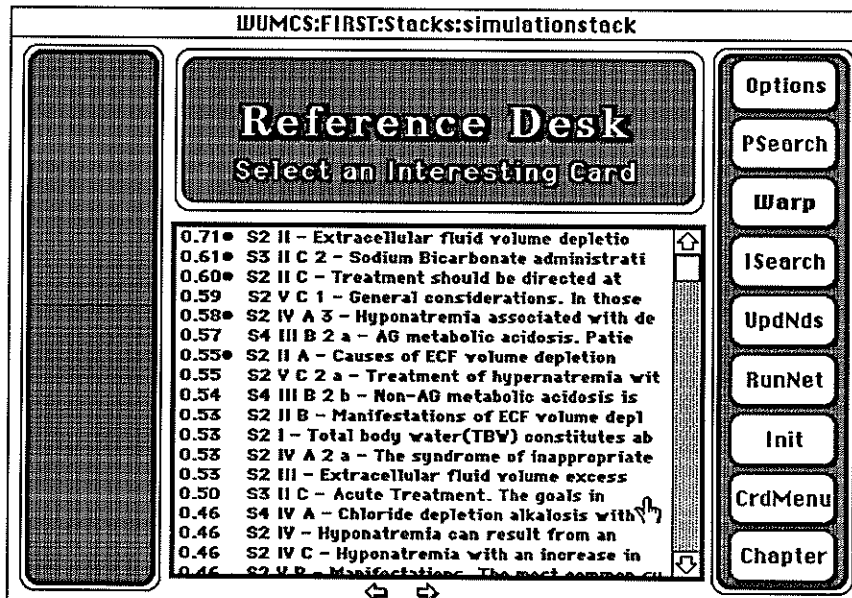 WUMCS:FIRST:Stacks:simulationstack
Reference Desk
Select an Interesting Card
0.71● S2 II - Extracellular fluid volume depletio
0.61● S3 II C 2 - Sodium Bicarbonate administrati
0.60● S2 II C - Treatment should be directed at
0.59 S2 V C 1 - General considerations. In those
0.58● S2 IV A 3 - Hyponatremia associated with de
0.57 S4 III B 2 a - AG metabolic acidosis. Patie
0.55● S2 II A - Causes of ECF volume depletion
0.55 S2 V C 2 a - Treatment of hypernatremia wit
0.54 S4 III B 2 b - Non-AG metabolic acidosis is
0.53 S2 II B - Manifestations of ECF volume depl
0.53 S2 I - Total body water(TBW) constitutes ab
0.53 S2 IV A 2 a - The syndrome of inappropriate
0.53 S2 III - Extracellular fluid volume excess
0.50 S3 II C - Acute Treatment. The goals in
0.46 S4 IV A - Chloride depletion alkalosis with
0.46 S2 IV - Hyponatremia can result from an
0.46 S2 IV C - Hyponatremia with an increase in
0.46 S2 V B - Manifestations. The most common cu
Options
PSearch
Warp
ISearch
UpdNds
RunNet
Init
CrdMenu
Chapter